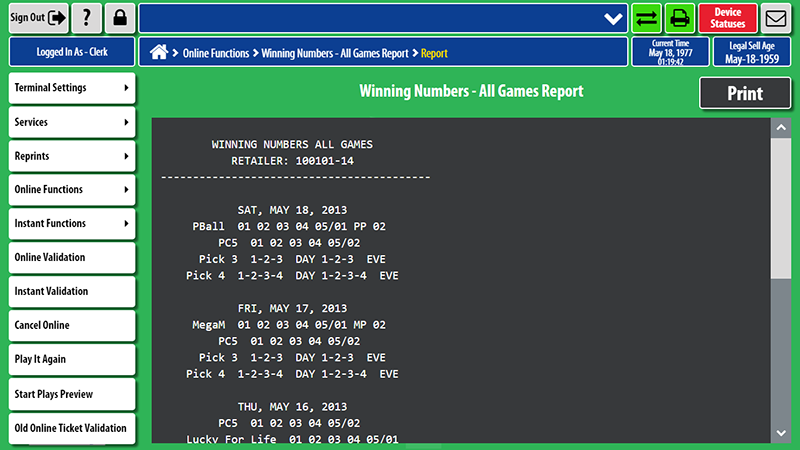 Sign Out
?
Device
Statuses
Logged In As - Clerk
Online Functions > Winning Numbers - All Games Report > Report
Current Time
May 18, 1977
01:19:42
Legal Sell Age
May-18-1959
Terminal Settings
Services
Reprints
Online Functions
Instant Functions
Online Validation
Instant Validation
Cancel Online
Play It Again
Start Plays Preview
Old Online Ticket Validation
Winning Numbers - All Games Report
Print
WINNING NUMBERS ALL GAMES
RETAILER: 100101-14
------------------------------------------
SAT, MAY 18, 2013
PBall 01 02 03 04 05/01 PP 02
PC5 01 02 03 04 05/02
Pick 3 1-2-3 DAY 1-2-3 EVE
Pick 4 1-2-3-4 DAY 1-2-3-4 EVE
FRI, MAY 17, 2013
MegaM 01 02 03 04 05/01 MP 02
PC5 01 02 03 04 05/02
Pick 3 1-2-3 DAY 1-2-3 EVE
Pick 4 1-2-3-4 DAY 1-2-3-4 EVE
THU, MAY 16, 2013
PC5 01 02 03 04 05/02
Lucky For Life 01 02 03 04 05/01